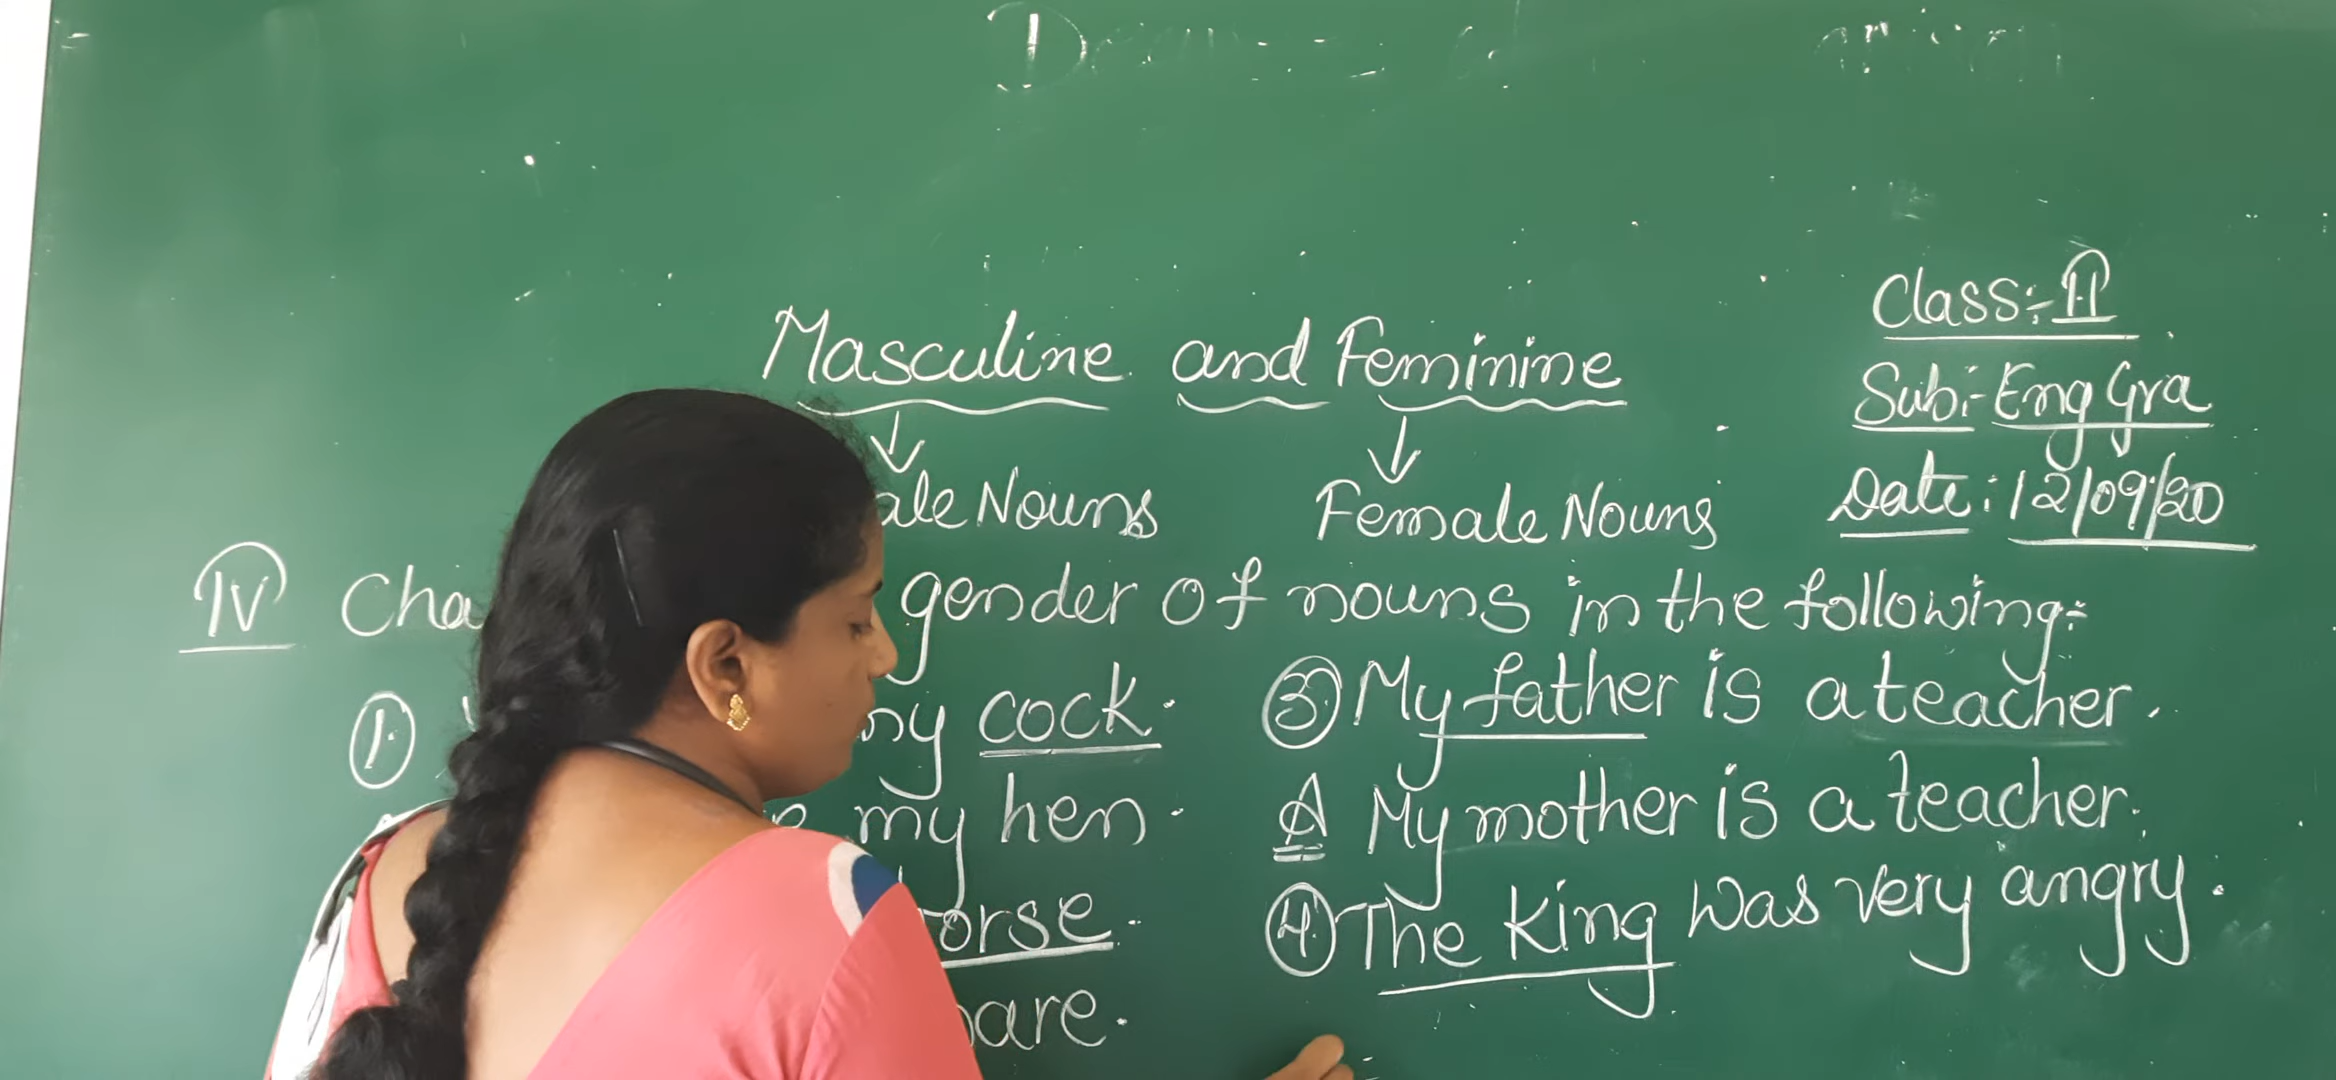 Masculine and Feminine
ale Nouns
Female Nouns
Class:- II
Sub:- Eng Gra
Date: 12/09/20
IV Cha gender of nouns in the following:-
1. ny cock.
my hen.
orse.
are.
3 My father is a teacher.
A My mother is a teacher.
4 The King was very angry.